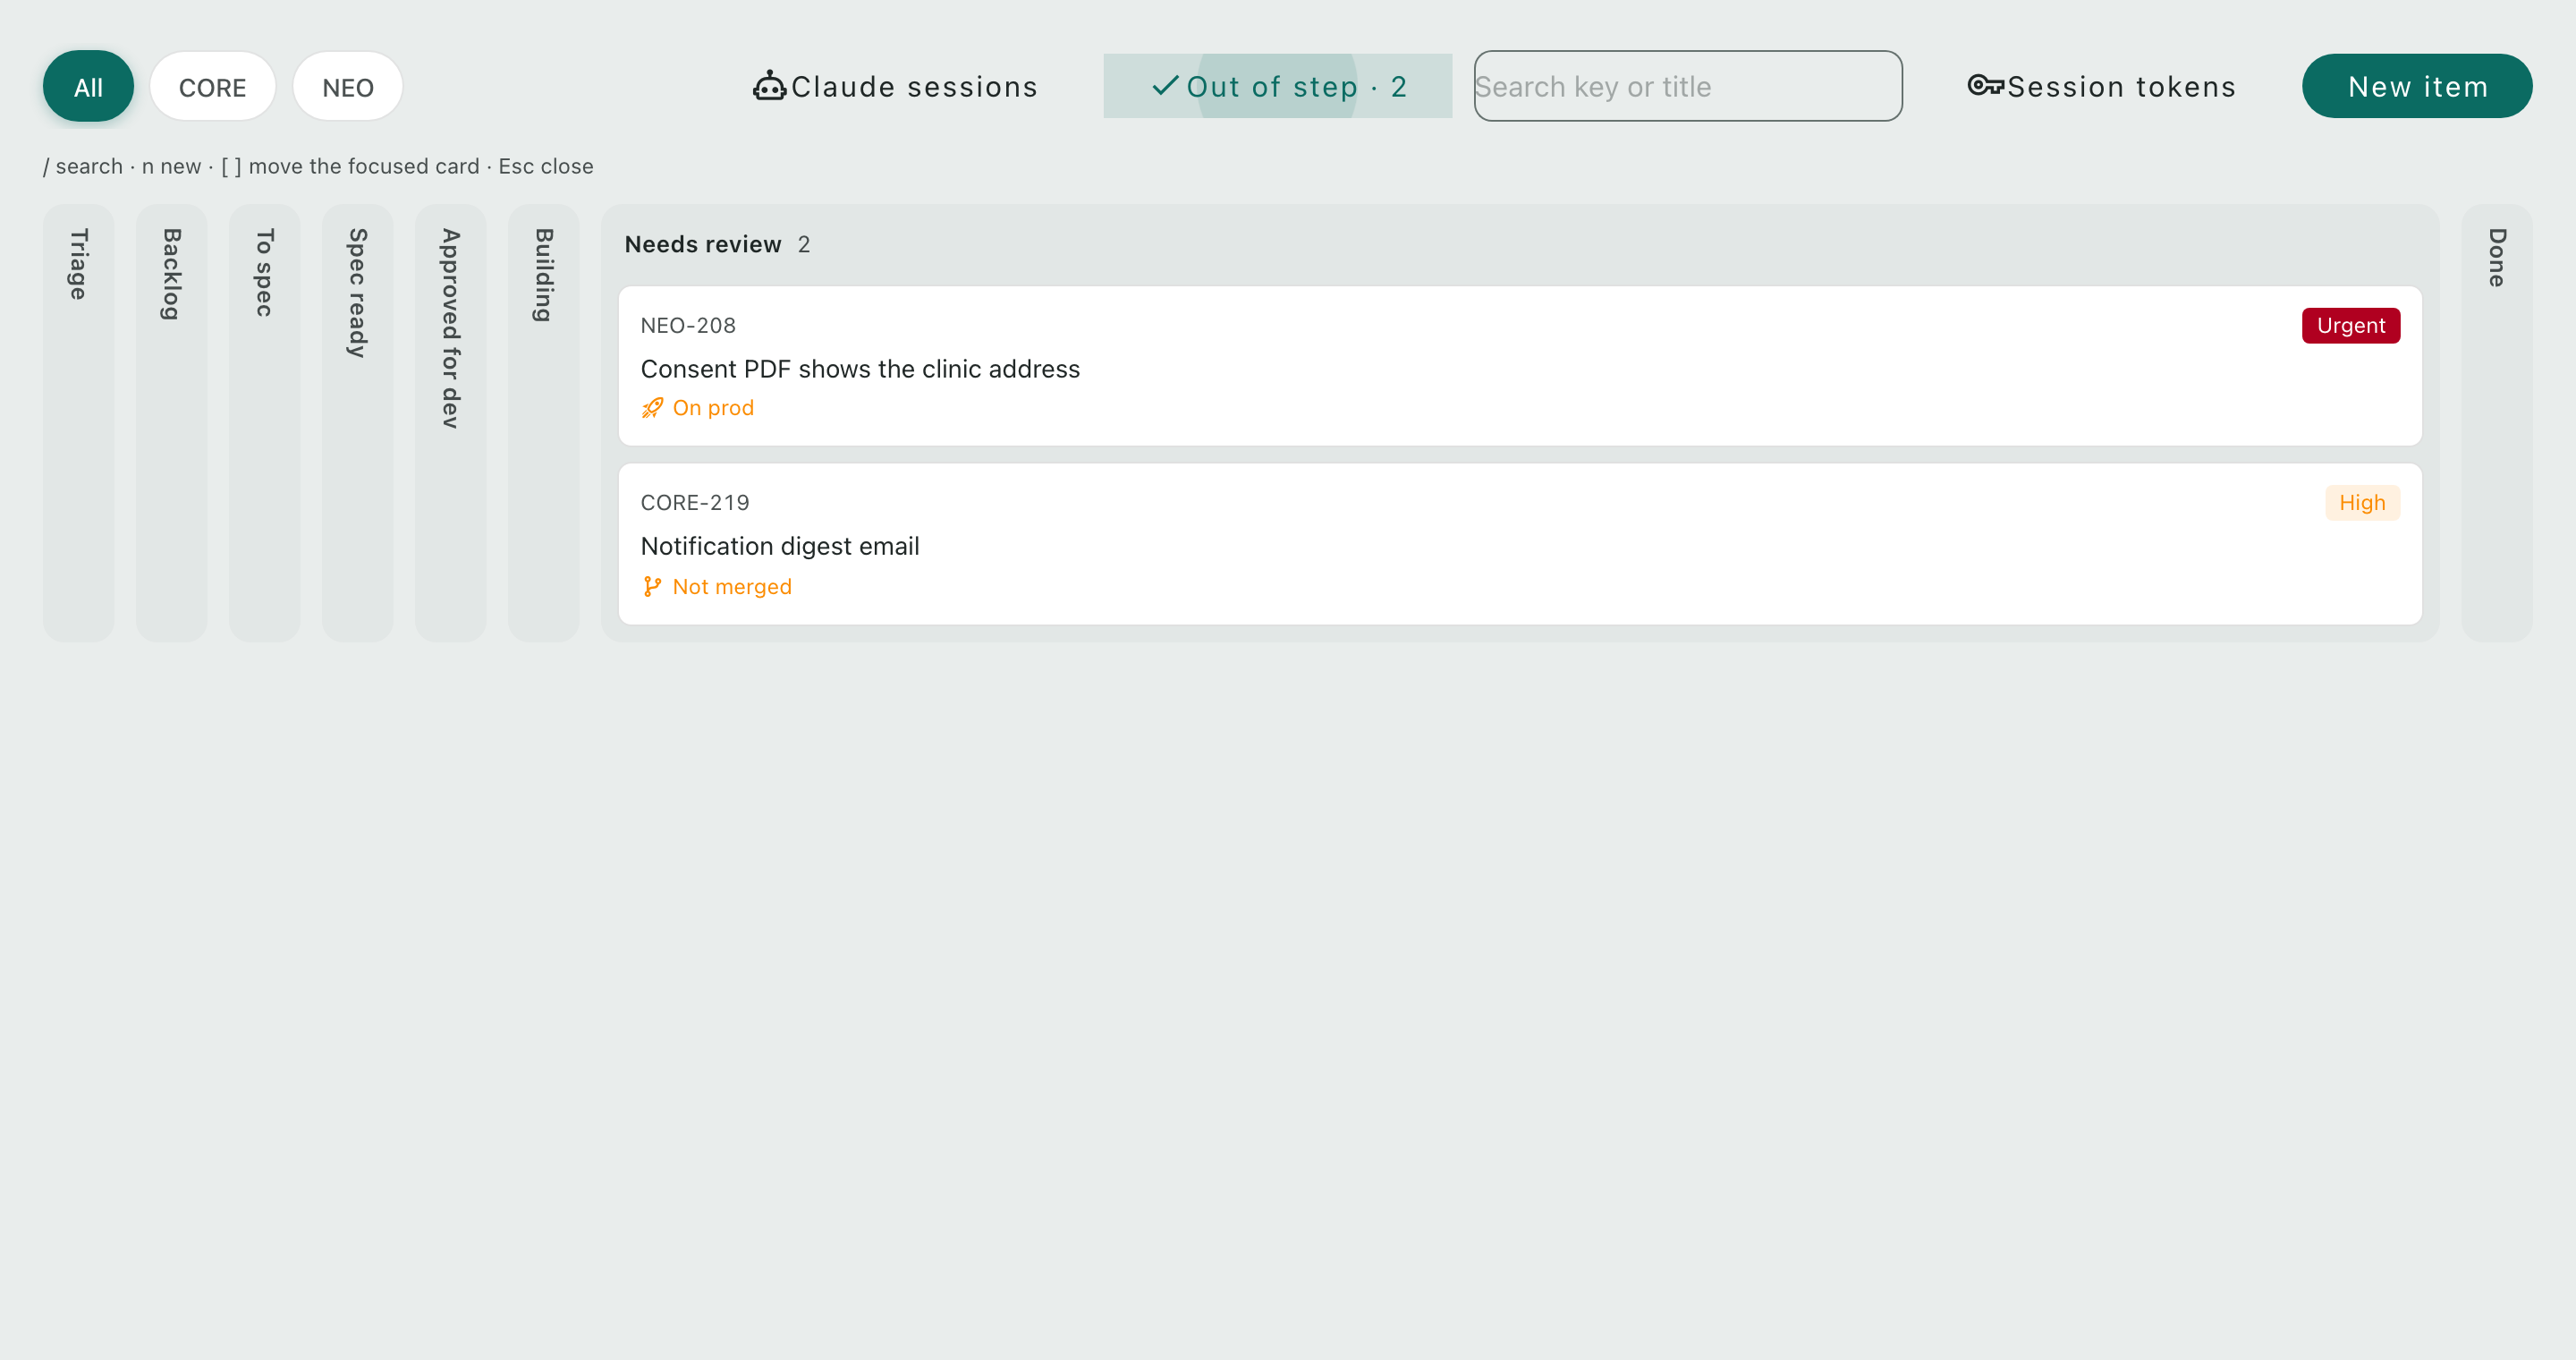 All
CORE
NEO
Claude sessions
Out of step · 2
Search key or title
Session tokens
New item
/ search · n new · [ ] move the focused card · Esc close
Triage
Backlog
To spec
Spec ready
Approved for dev
Building
Needs review 2
NEO-208
Urgent
Consent PDF shows the clinic address
On prod
CORE-219
High
Notification digest email
Not merged
Done